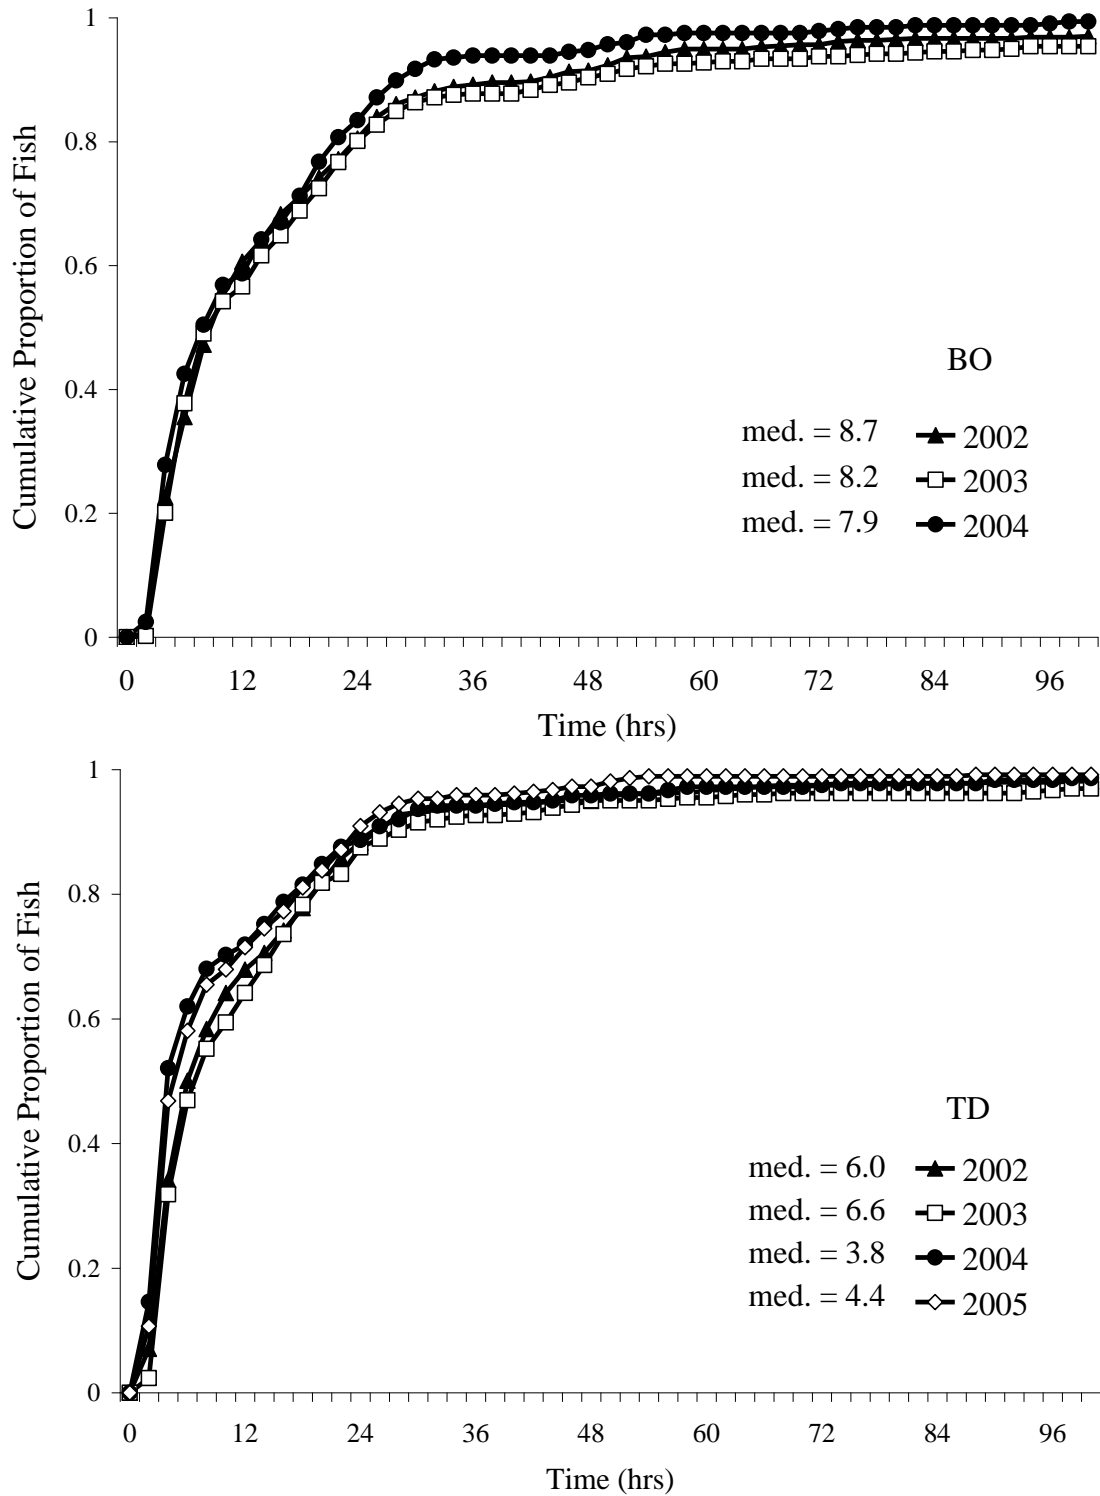 1
0.8
0.6
0.4
0.2
0
Cumulative Proportion of Fish
BO
med. = 8.7 2002
med. = 8.2 2003
med. = 7.9 2004
0 12 24 36 48 60 72 84 96
Time (hrs)
1
0.8
0.6
0.4
0.2
0
Cumulative Proportion of Fish
TD
med. = 6.0 2002
med. = 6.6 2003
med. = 3.8 2004
med. = 4.4 2005
0 12 24 36 48 60 72 84 96
Time (hrs)